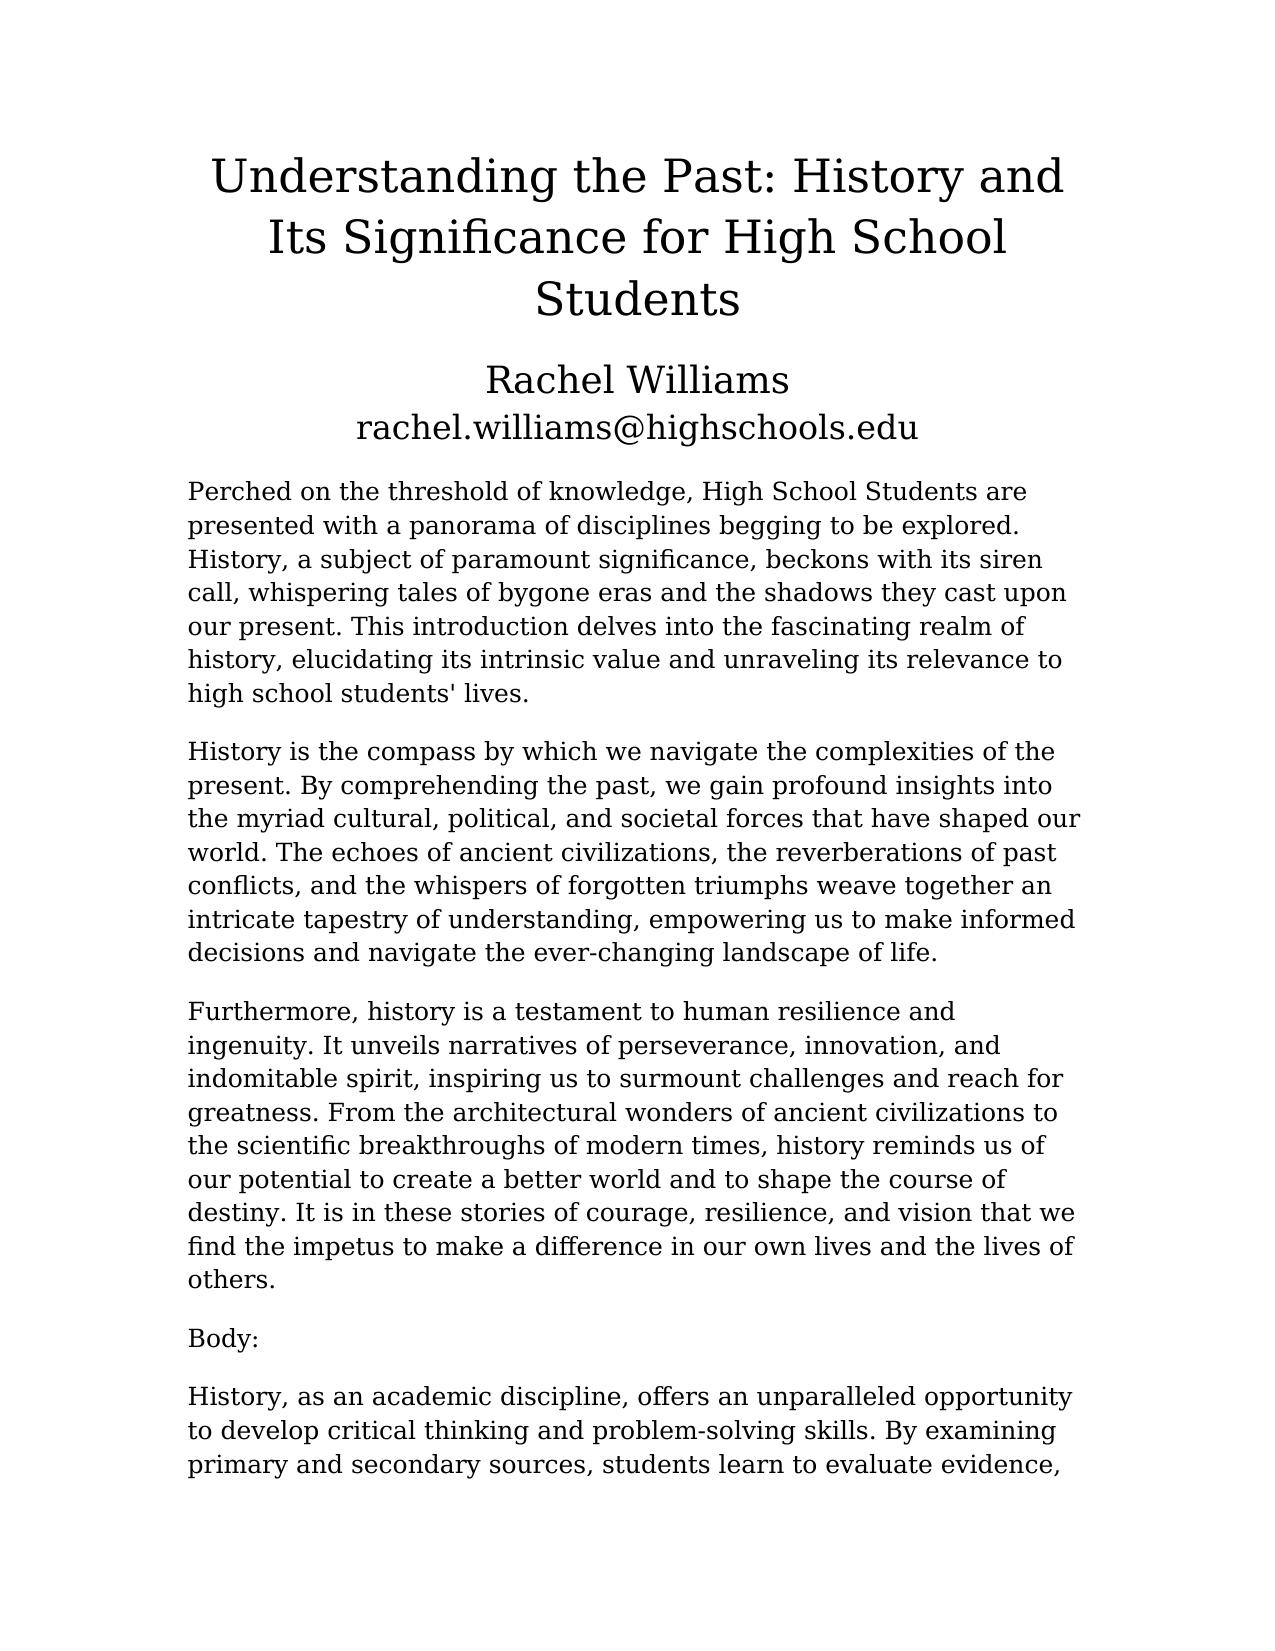 Understanding the Past: History and
Its Significance for High School
Students
Rachel Williams
rachel.williams@highschools.edu
Perched on the threshold of knowledge, High School Students are
presented with a panorama of disciplines begging to be explored.
History, a subject of paramount significance, beckons with its siren
call, whispering tales of bygone eras and the shadows they cast upon
our present. This introduction delves into the fascinating realm of
history, elucidating its intrinsic value and unraveling its relevance to
high school students' lives.
History is the compass by which we navigate the complexities of the
present. By comprehending the past, we gain profound insights into
the myriad cultural, political, and societal forces that have shaped our
world. The echoes of ancient civilizations, the reverberations of past
conflicts, and the whispers of forgotten triumphs weave together an
intricate tapestry of understanding, empowering us to make informed
decisions and navigate the ever-changing landscape of life.
Furthermore, history is a testament to human resilience and
ingenuity. It unveils narratives of perseverance, innovation, and
indomitable spirit, inspiring us to surmount challenges and reach for
greatness. From the architectural wonders of ancient civilizations to
the scientific breakthroughs of modern times, history reminds us of
our potential to create a better world and to shape the course of
destiny. It is in these stories of courage, resilience, and vision that we
find the impetus to make a difference in our own lives and the lives of
others.
Body:
History, as an academic discipline, offers an unparalleled opportunity
to develop critical thinking and problem-solving skills. By examining
primary and secondary sources, students learn to evaluate evidence,